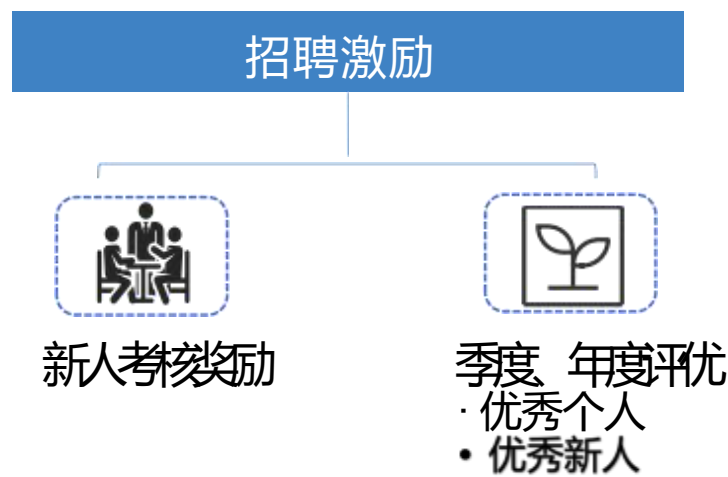 招聘激励
新人考核奖励
季度、年度评优
· 优秀个人
• 优秀新人